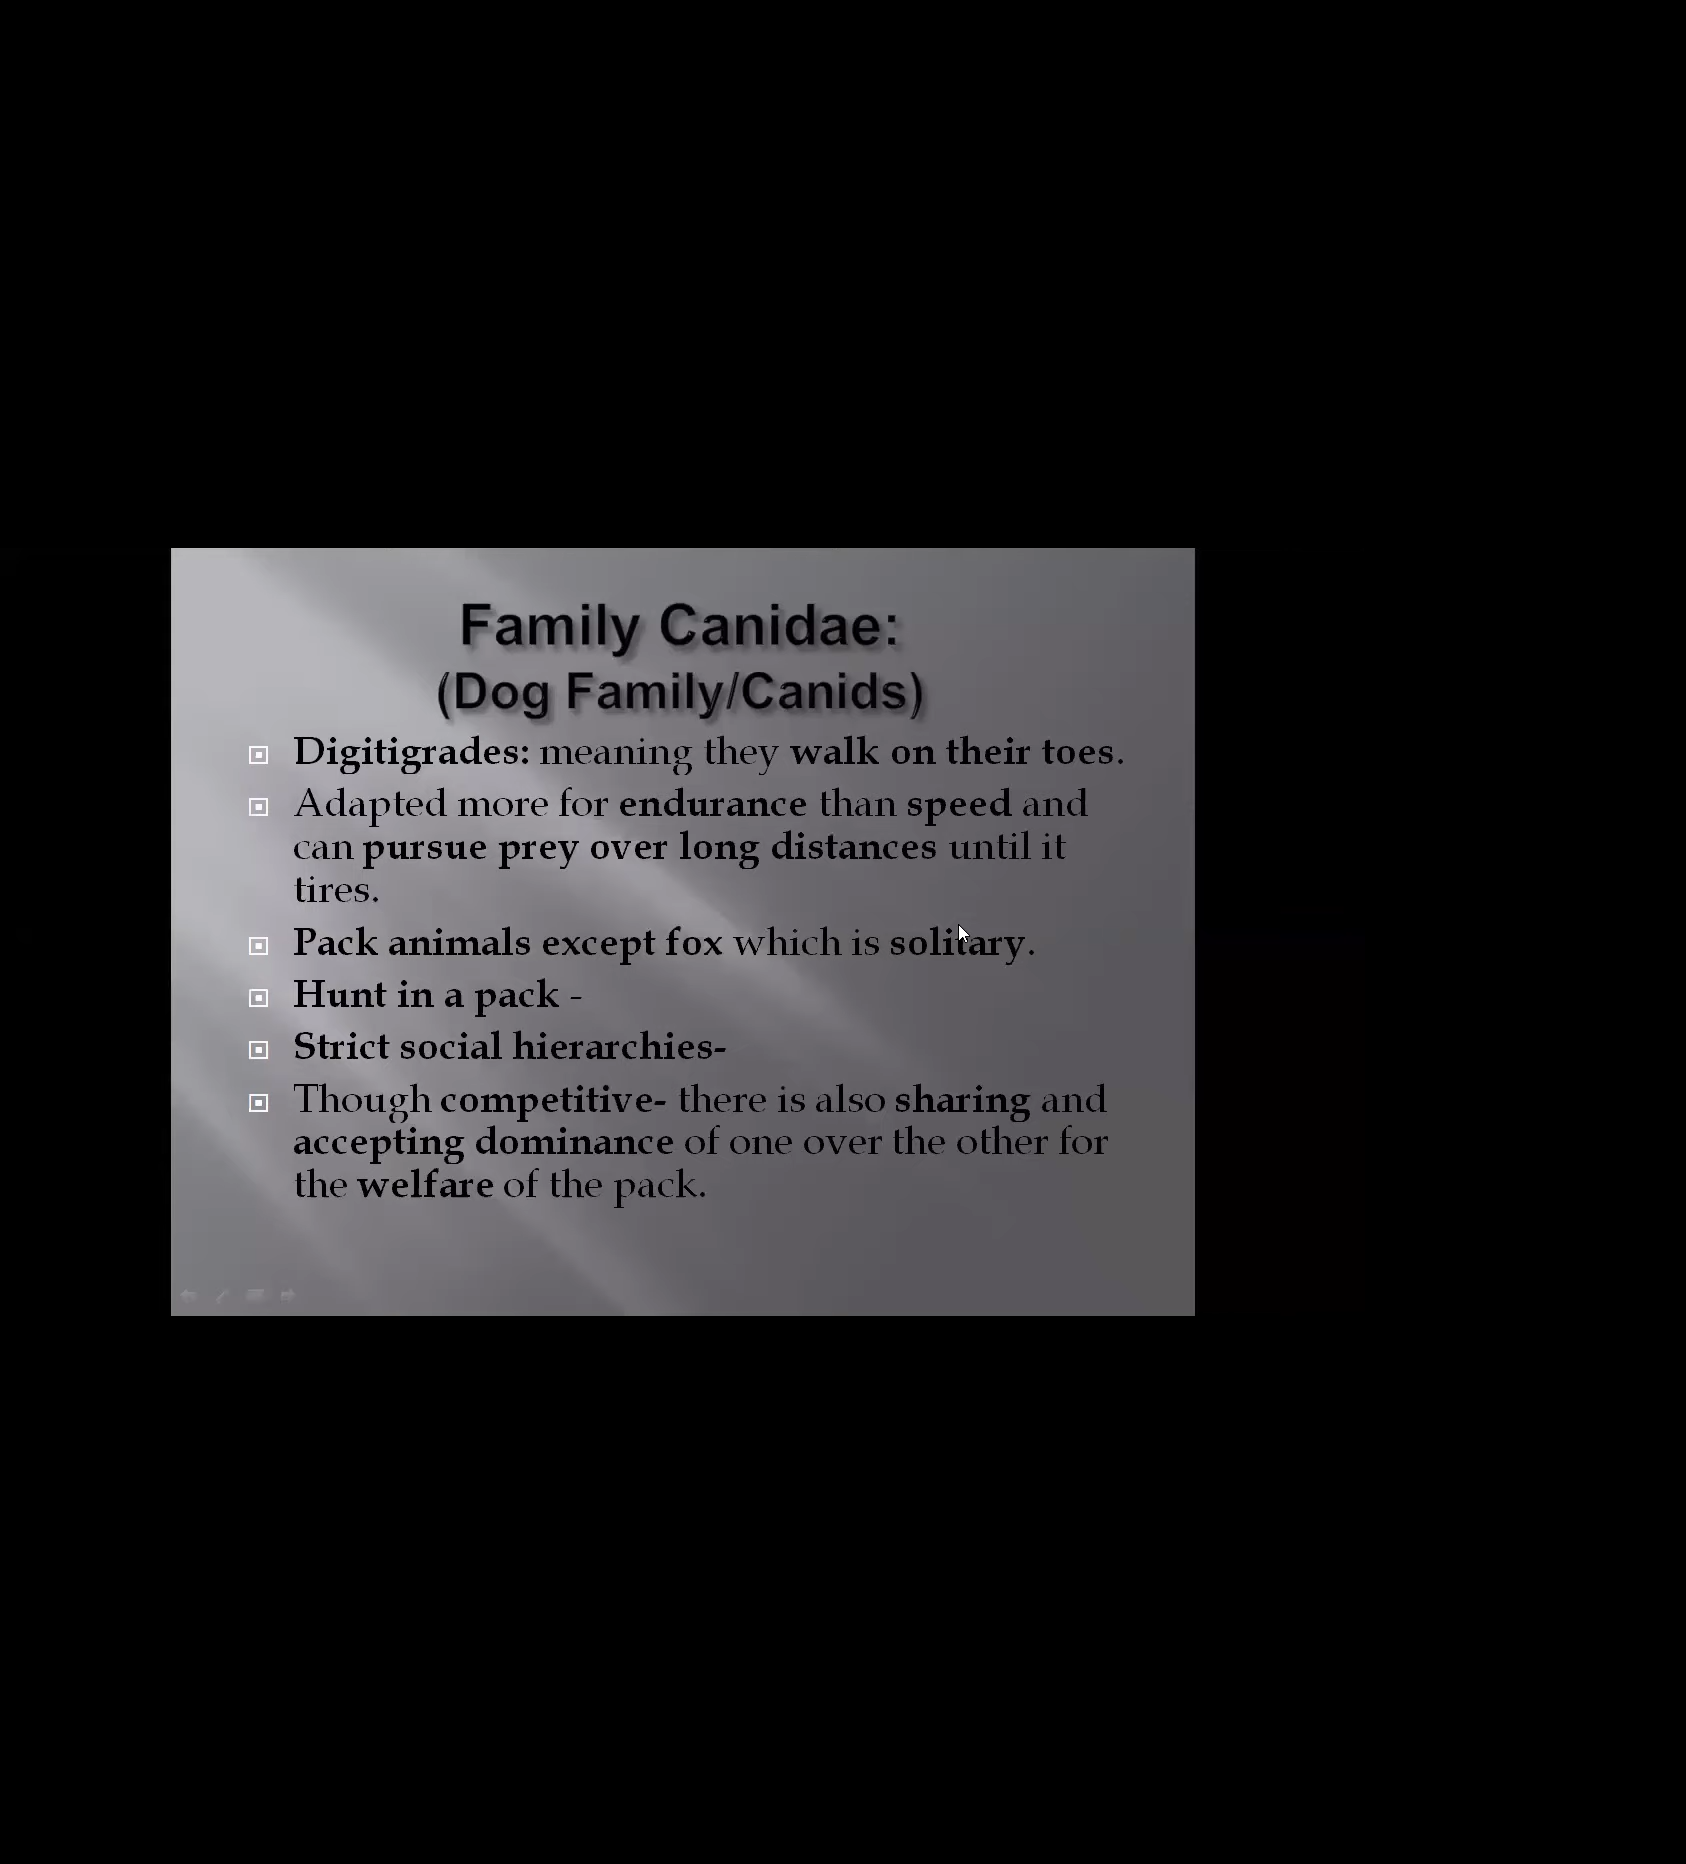 Family Canidae:
(Dog Family/Canids)
Digitigrades: meaning they walk on their toes.
Adapted more for endurance than speed and
can pursue prey over long distances until it
tires.
Pack animals except fox which is solitary.
Hunt in a pack -
Strict social hierarchies-
Though competitive- there is also sharing and
accepting dominance of one over the other for
the welfare of the pack.